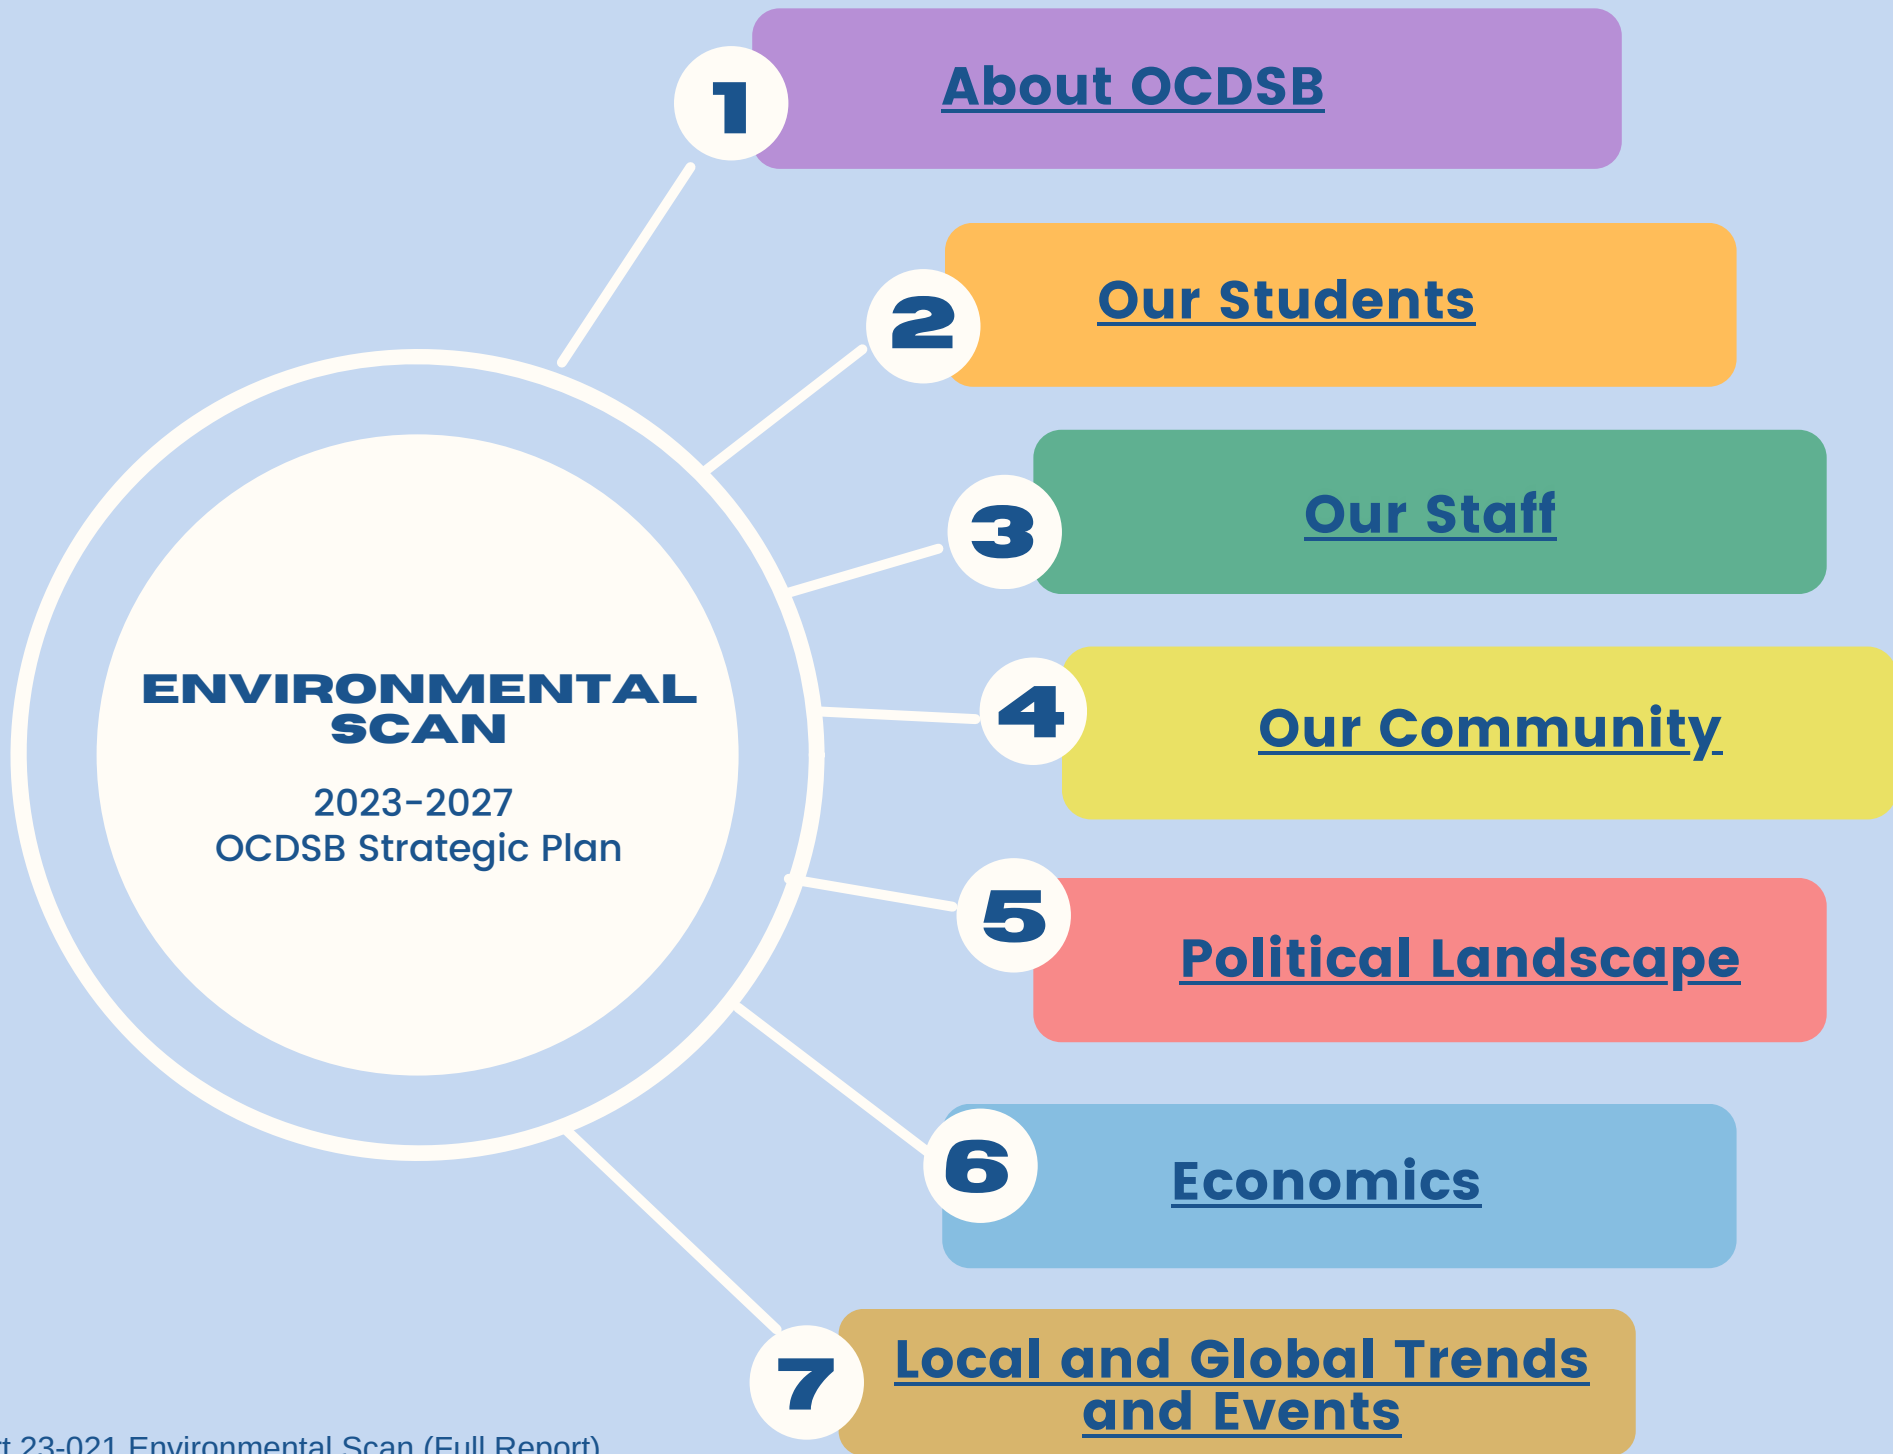 1
About OCDSB
2
Our Students
3
Our Staff
ENVIRONMENTAL
SCAN
2023-2027
OCDSB Strategic Plan
4
Our Community
5
Political Landscape
6
Economics
7
Local and Global Trends
and Events
23-021 Environmental Scan (Full Report)